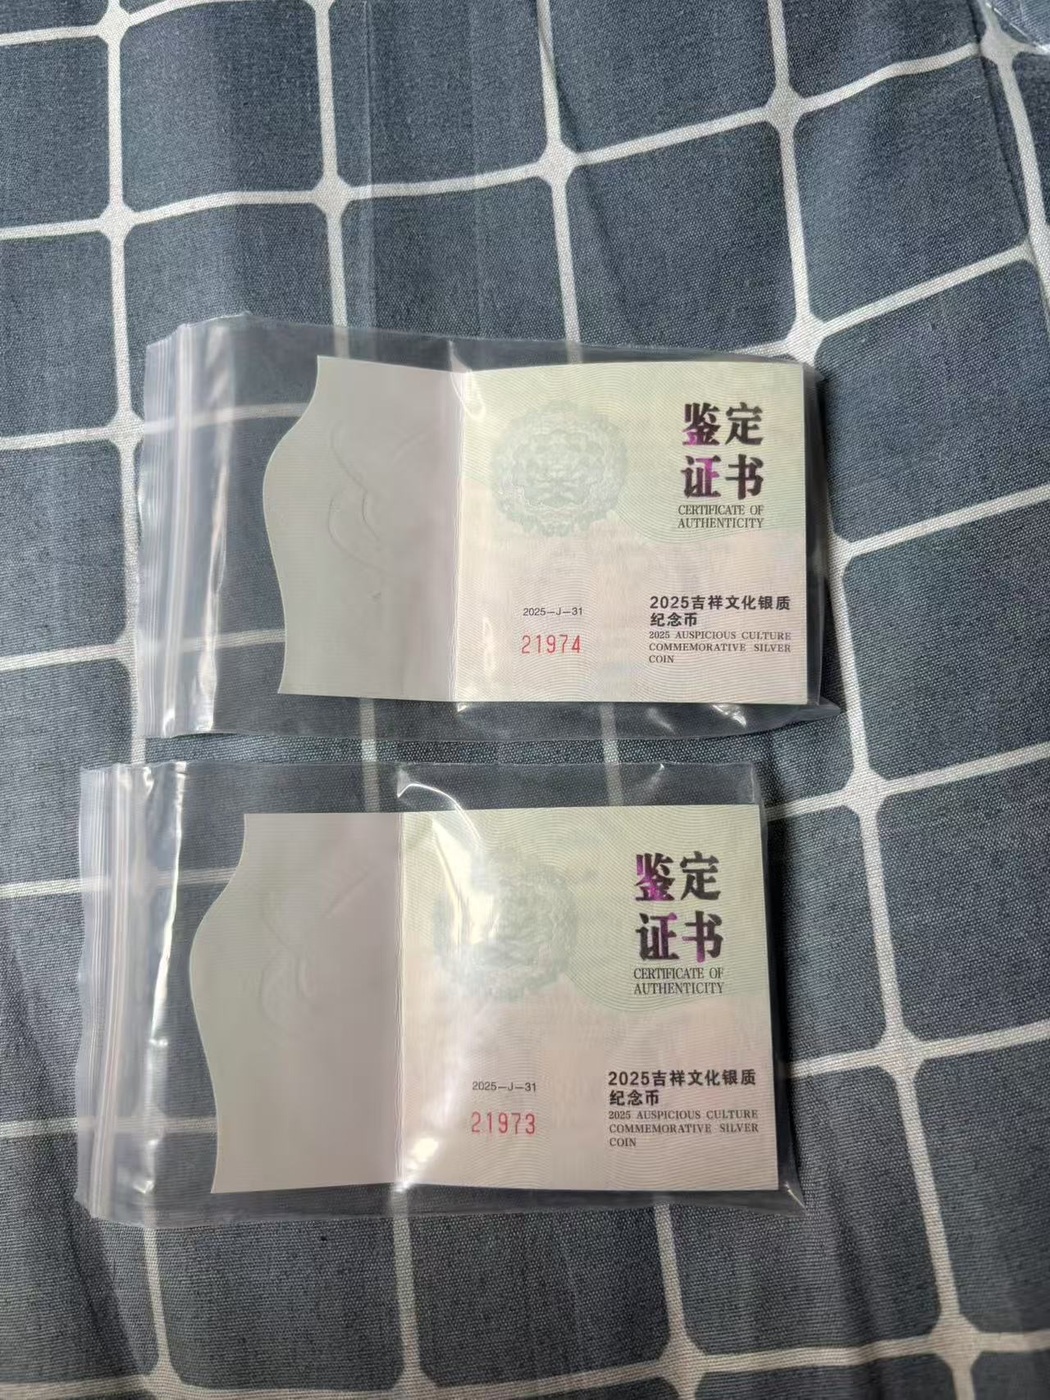 鉴定
证书
CERTIFICATE OF
AUTHENTICITY
2025—J—31
21974
2025吉祥文化银质
纪念币
2025 AUSPICIOUS CULTURE
COMMEMORATIVE SILVER
COIN
鉴定
证书
CERTIFICATE OF
AUTHENTICITY
2025—J—31
21973
2025吉祥文化银质
纪念币
2025 AUSPICIOUS CULTURE
COMMEMORATIVE SILVER
COIN